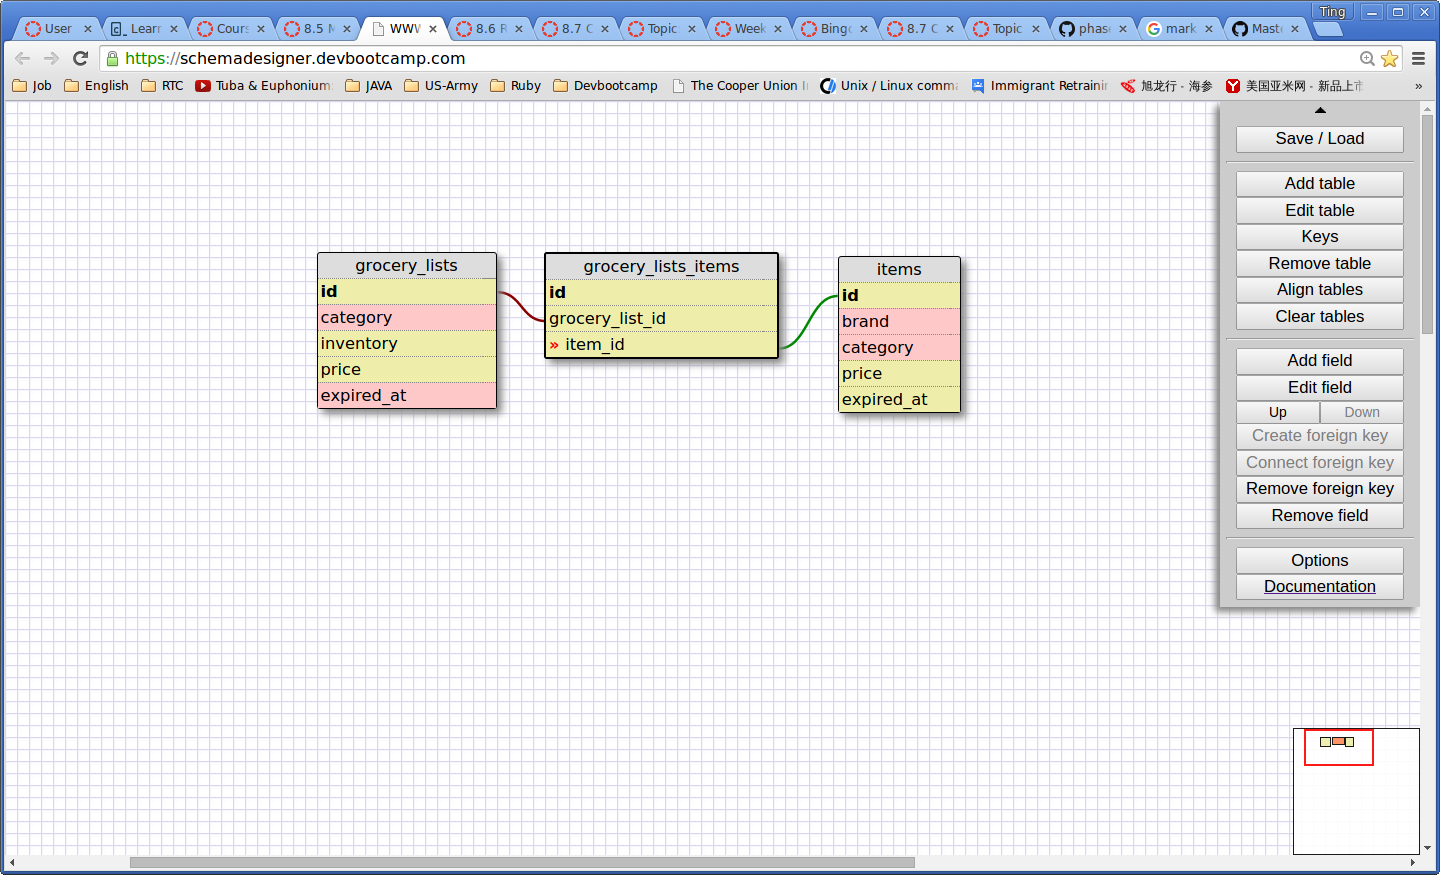 Ting
User
Learn
Cours
8.5 N
WWW
8.6 R
8.7 C
Topic:
Week
Bingo
8.7 C
Topic
phase
mark
Maste
https://schemadesigner.devbootcamp.com
Job
English
RTC
Tuba & Euphonium
JAVA
US-Army
Ruby
Devbootcamp
The Cooper Union I
Unix / Linux comma
Immigrant Retraini
旭龙行 - 海参
美国亚米网 - 新品上市
»
Save / Load
Add table
Edit table
Keys
Remove table
Align tables
Clear tables
Add field
Edit field
Up Down
Create foreign key
Connect foreign key
Remove foreign key
Remove field
Options
Documentation
grocery_lists
id
category
inventory
price
expired_at
grocery_lists_items
id
grocery_list_id
» item_id
items
id
brand
category
price
expired_at